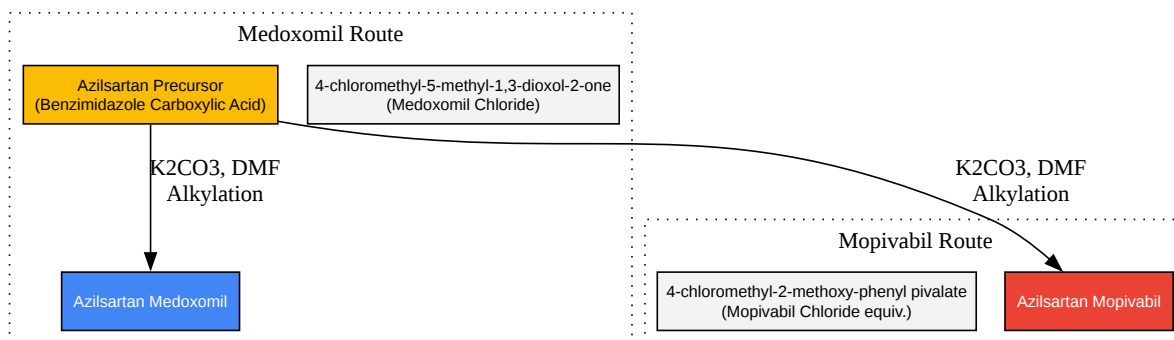 Medoxomil Route
Azilsartan Precursor
(Benzimidazole Carboxylic Acid)
4-chloromethyl-5-methyl-1,3-dioxol-2-one
(Medoxomil Chloride)
K2CO3, DMF
Alkylation
K2CO3, DMF
Alkylation
Mopivabil Route
Azilsartan Medoxomil
4-chloromethyl-2-methoxy-phenyl pivalate
(Mopivabil Chloride equiv.)
Azilsartan Mopivabil